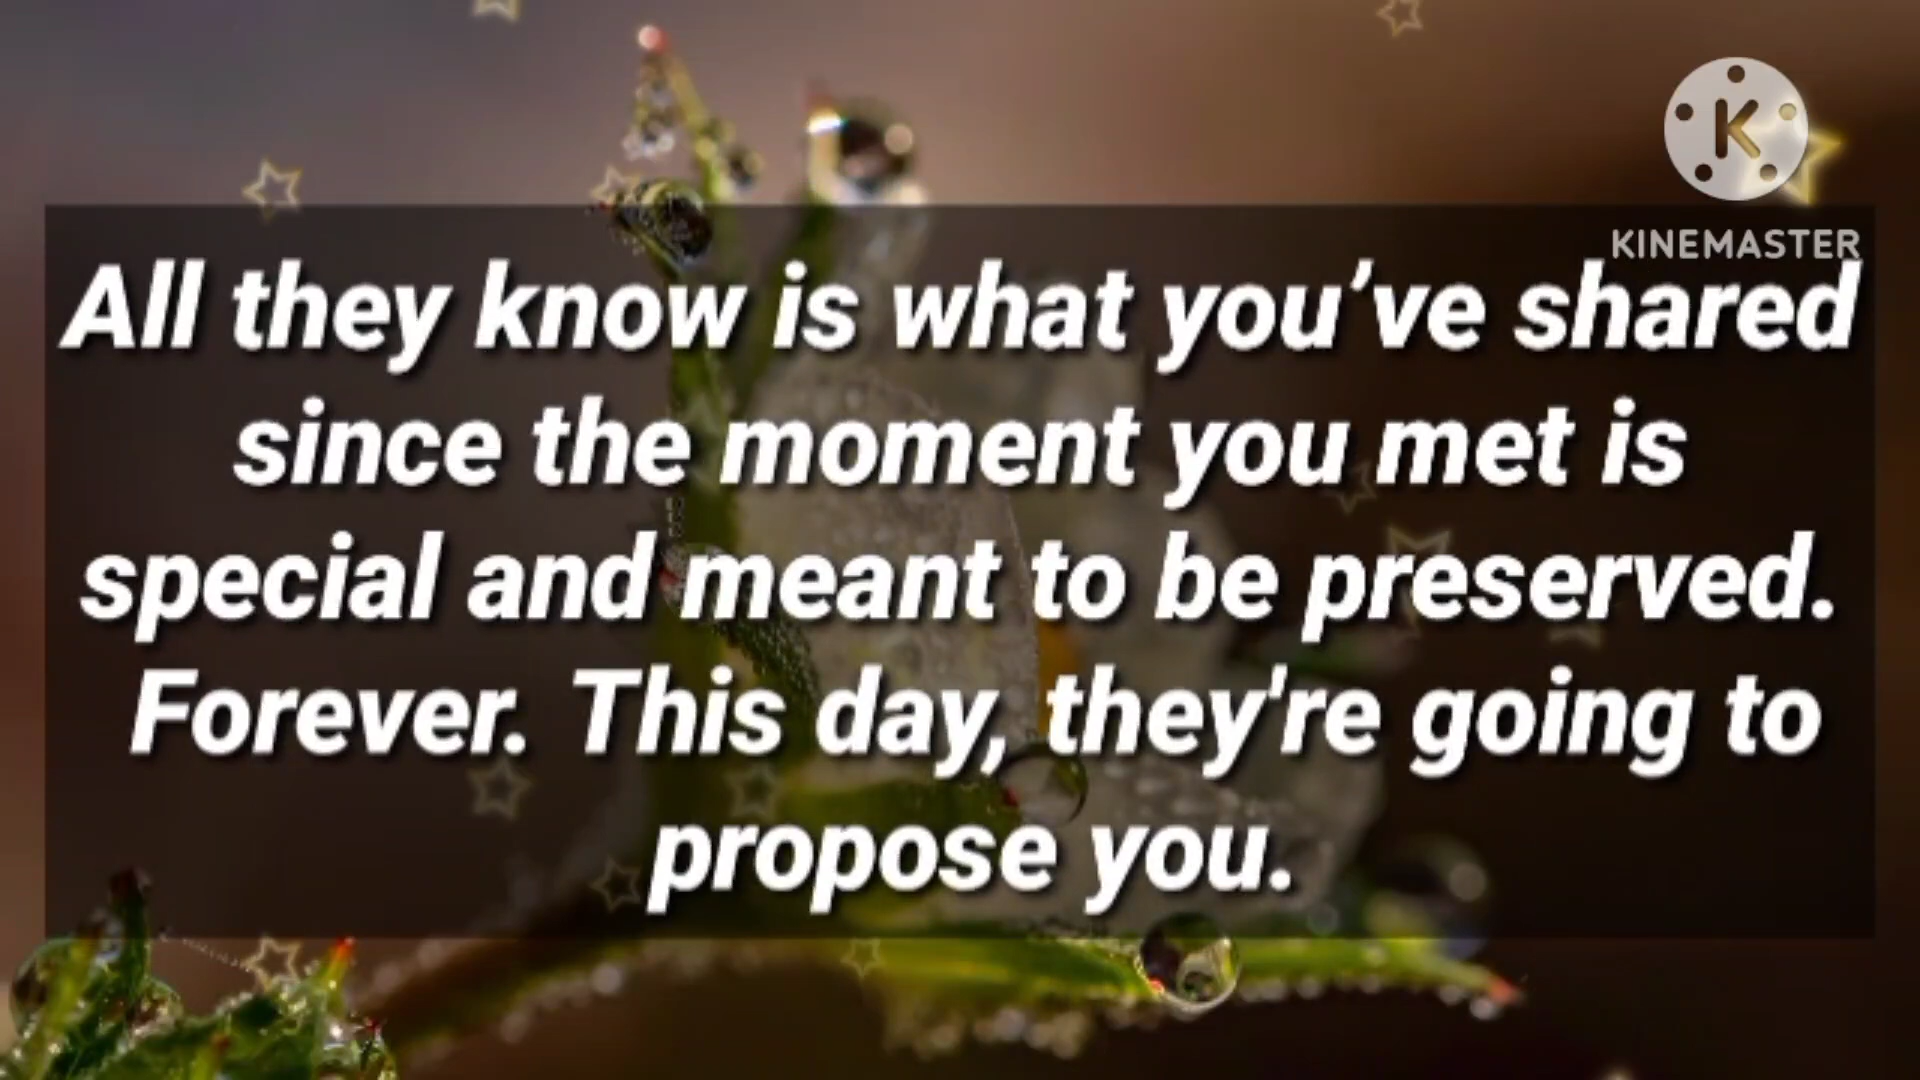 K
KINEMASTER
All they know is what you’ve shared
since the moment you met is
special and meant to be preserved.
Forever. This day, they're going to
propose you.